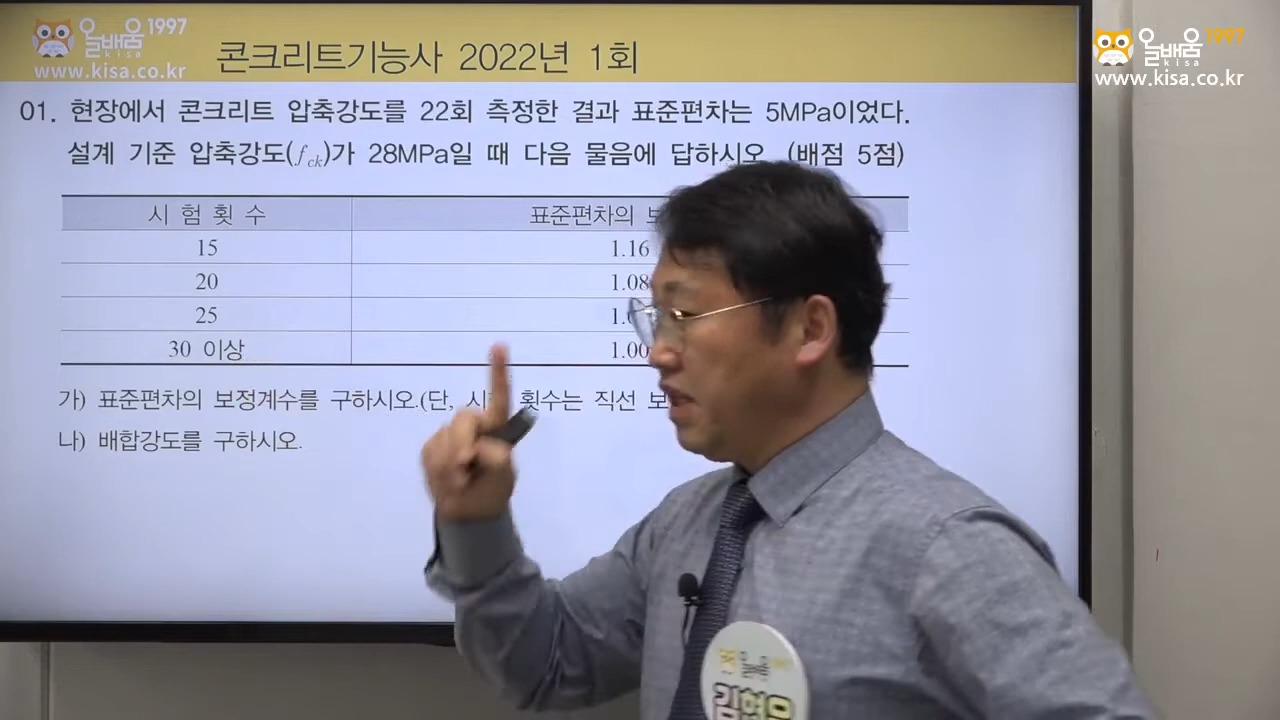 올배움 1997
kisa
www.kisa.co.kr
콘크리트기능사 2022년 1회
올배움 1997
kisa
www.kisa.co.kr
01. 현장에서 콘크리트 압축강도를 22회 측정한 결과 표준편차는 5MPa이었다.
설계 기준 압축강도(fck)가 28MPa일 때 다음 물음에 답하시오. (배점 5점)
시 험 횟 수 표준편차의
15 1.16
20 1.08
25
30 이상 1.00
가) 표준편차의 보정계수를 구하시오.(단, 횟수는 직선
나) 배합강도를 구하시오.
올배움